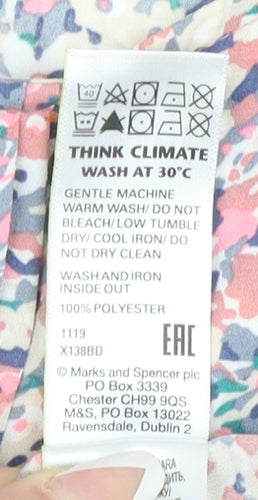 40
THINK CLIMATE
WASH AT 30°C
GENTLE MACHINE
WARM WASH/ DO NOT
BLEACH/ LOW TUMBLE
DRY/ COOL IRON/ DO
NOT DRY CLEAN
WASH AND IRON
INSIDE OUT
100% POLYESTER
1119
X138BD
EAC
© Marks and Spencer plc
PO Box 3339
Chester CH99 9QS
M&S, PO Box 13022
Ravensdale, Dublin 2